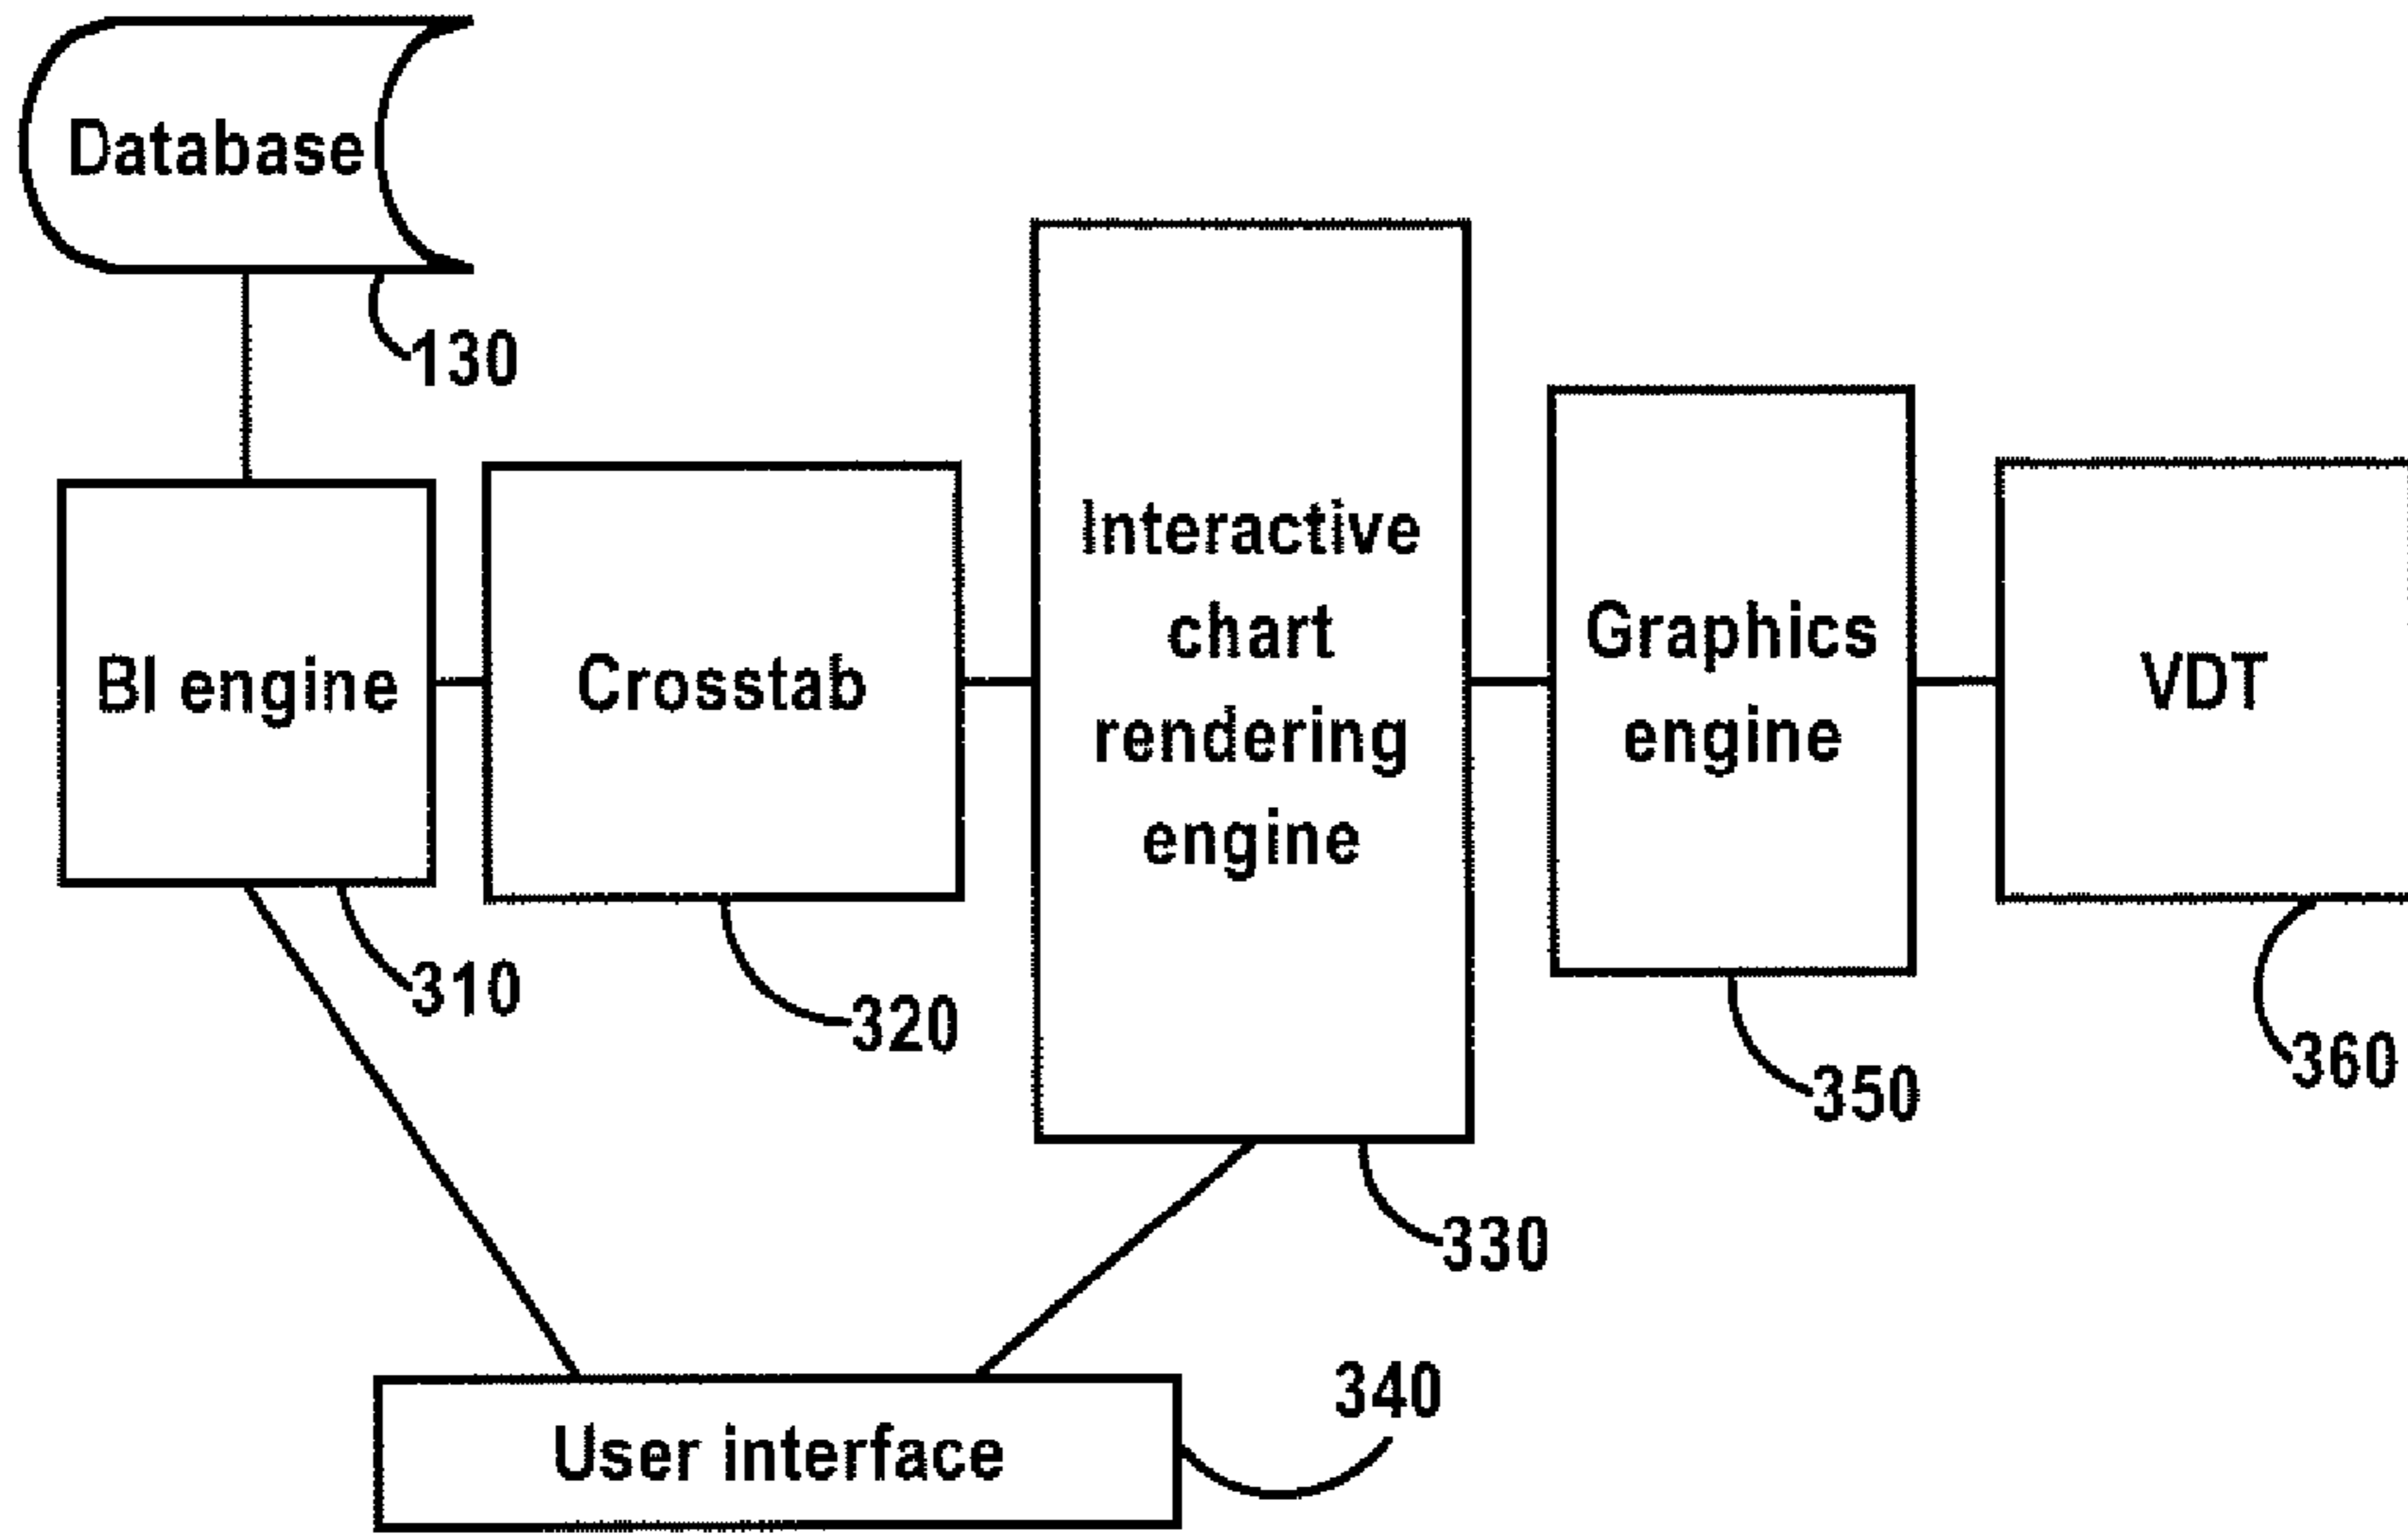 Database
130
BI engine
310
Crosstab
320
Interactive
chart
rendering
engine
330
Graphics
engine
350
VDT
360
User interface
340